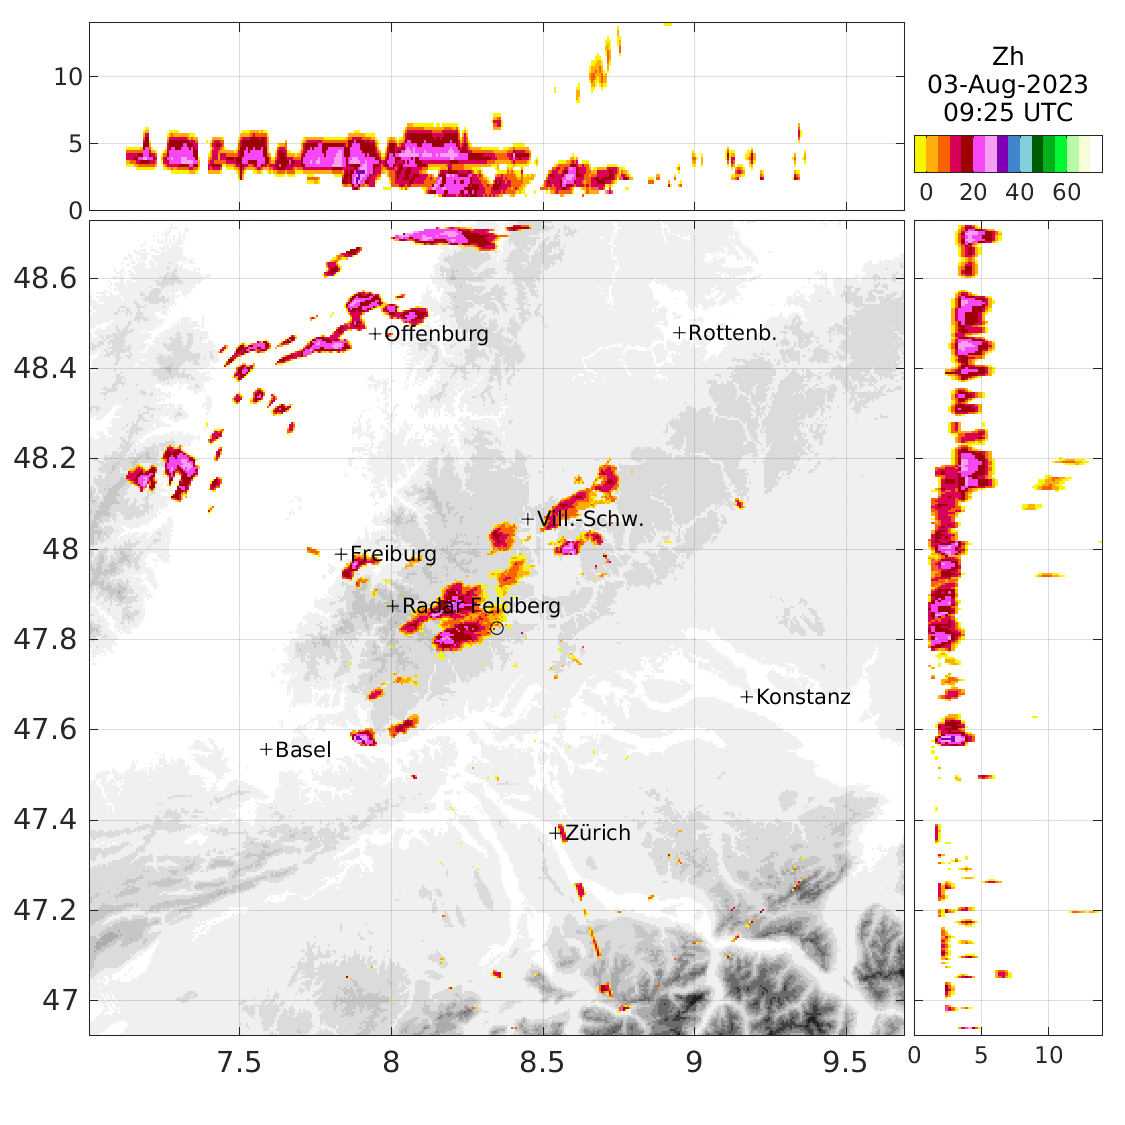 Zh
03-Aug-2023
09:25 UTC
0 20 40 60
10
5
0
48.6
48.4
48.2
48
47.8
47.6
47.4
47.2
47
+Offenburg
+Rottenb.
+Vill.-Schw.
+Freiburg
+Radar Feldberg
+Konstanz
+Basel
+Zürich
7.5 8 8.5 9 9.5
0 5 10